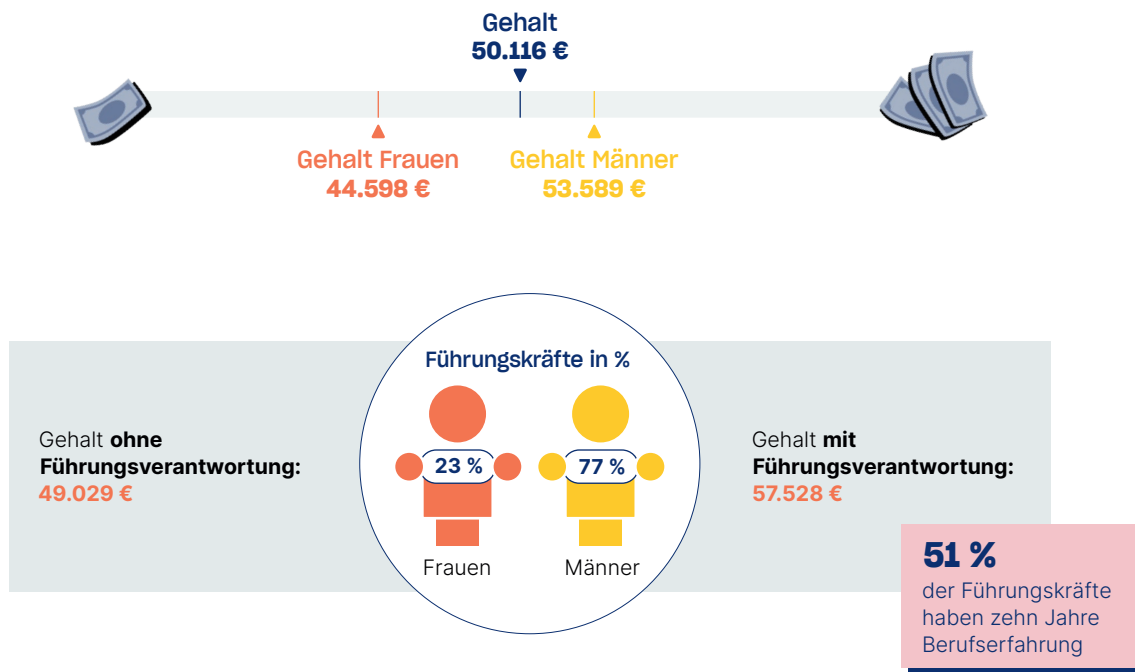 Gehalt
50.116 €
Gehalt Frauen
44.598 €
Gehalt Männer
53.589 €
Führungskräfte in %
23 %
77 %
Frauen
Männer
Gehalt ohne
Führungsverantwortung:
49.029 €
Gehalt mit
Führungsverantwortung:
57.528 €
51 %
der Führungskräfte
haben zehn Jahre
Berufserfahrung